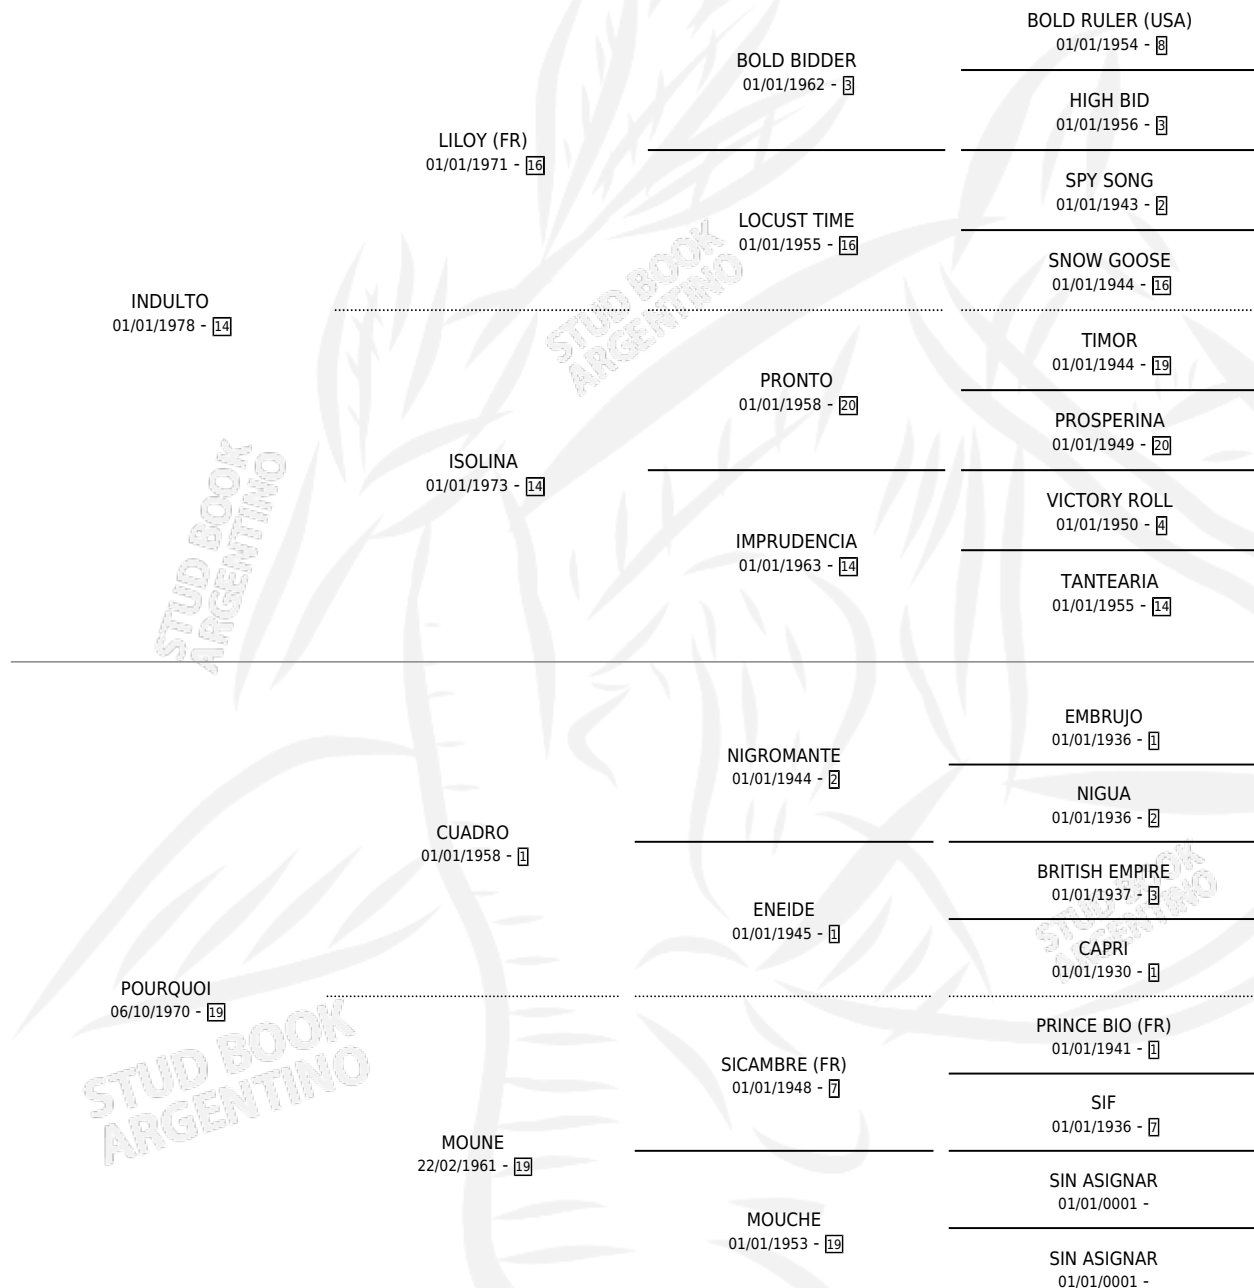 BOLD RULER (USA)
01/01/1954 - 8
BOLD BIDDER
01/01/1962 - 3
HIGH BID
01/01/1956 - 3
LILOY (FR)
01/01/1971 - 16
SPY SONG
01/01/1943 - 2
LOCUST TIME
01/01/1955 - 16
SNOW GOOSE
01/01/1944 - 16
INDULTO
01/01/1978 - 14
STUD BOOK
ARGENTINO
TIMOR
01/01/1944 - 19
PRONTO
01/01/1958 - 20
PROSPERINA
01/01/1949 - 20
ISOLINA
01/01/1973 - 14
VICTORY ROLL
01/01/1950 - 4
IMPRUDENCIA
01/01/1963 - 14
TANTEARIA
01/01/1955 - 14
STUD BOOK
ARGENTINO
EMBRUJO
01/01/1936 - 1
NIGROMANTE
01/01/1944 - 2
NIGUA
01/01/1936 - 2
CUADRO
01/01/1958 - 1
BRITISH EMPIRE
01/01/1937 - 3
ENEIDE
01/01/1945 - 1
CAPRI
01/01/1930 - 1
STUD BOOK
ARGENTINO
POURQUOI
06/10/1970 - 19
PRINCE BIO (FR)
01/01/1941 - 1
SICAMBRE (FR)
01/01/1948 - 7
SIF
01/01/1936 - 7
STUD BOOK
ARGENTINO
MOUNE
22/02/1961 - 19
SIN ASIGNAR
01/01/0001 -
MOUCHE
01/01/1953 - 19
SIN ASIGNAR
01/01/0001 -